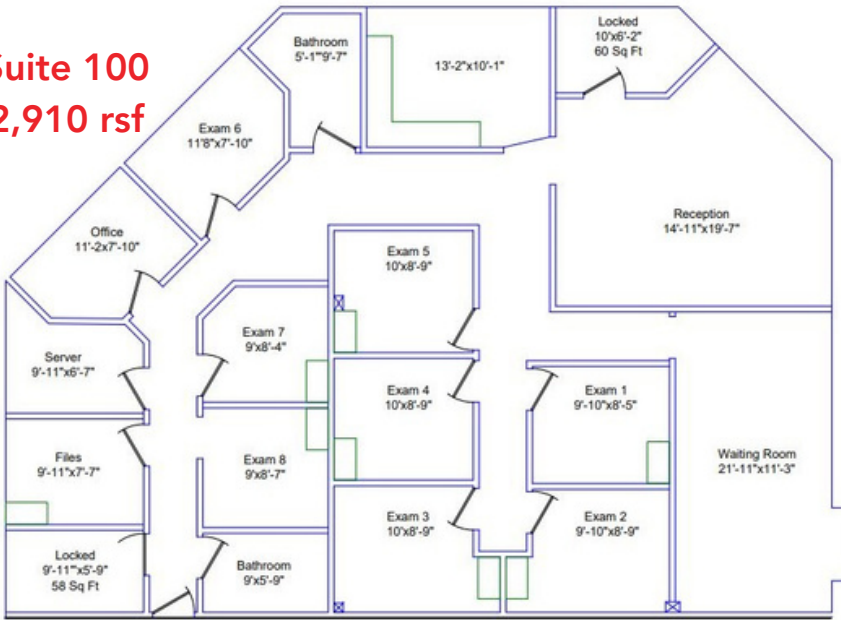 Suite 100
2,910 rsf
Bathroom
5'-1""9'-7"
13'-2"x10'-1"
Locked
10'x6'-2"
60 Sq Ft
Exam 6
11'8"x7'-10"
Office
11'-2x7'-10"
Reception
14'-11"x19'-7"
Exam 5
10'x8'-9"
Exam 7
9'x8'-4"
Server
9'-11"x6'-7"
Exam 4
10'x8'-9"
Exam 1
9'-10"x8'-5"
Files
9'-11"x7'-7"
Exam 8
9'x8'-7"
Waiting Room
21'-11"x11'-3"
Exam 3
10'x8'-9"
Exam 2
9'-10"x8'-9"
Locked
9'-11'"x5'-9"
58 Sq Ft
Bathroom
9'x5'-9"